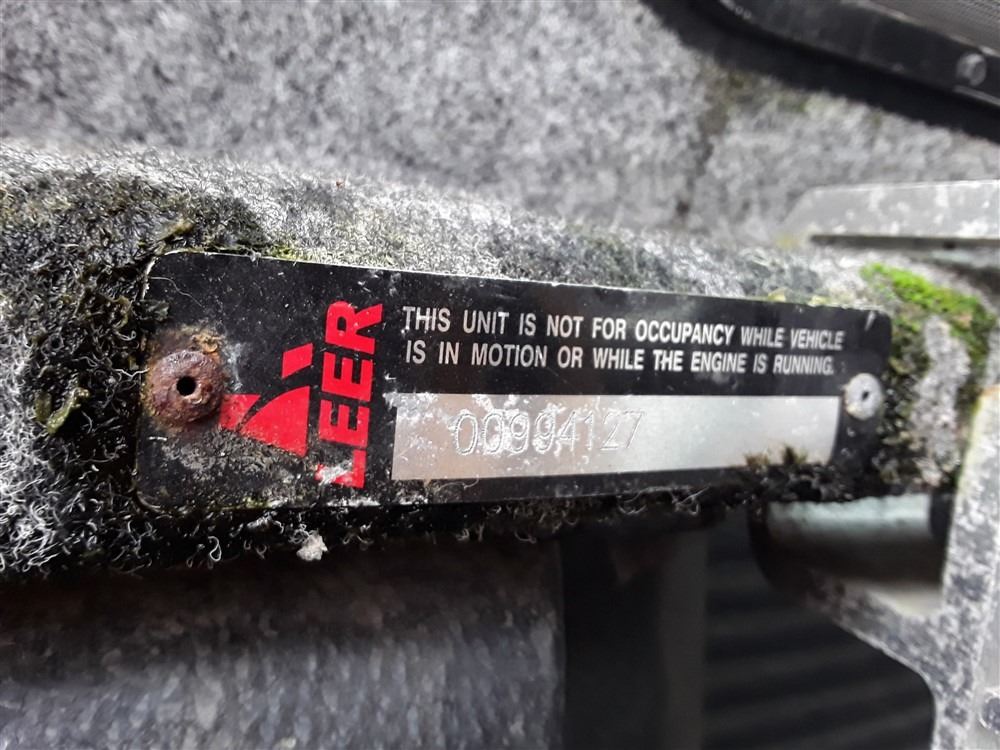 LEER
THIS UNIT IS NOT FOR OCCUPANCY WHILE VEHICLE
IS IN MOTION OR WHILE THE ENGINE IS RUNNING.
00994127